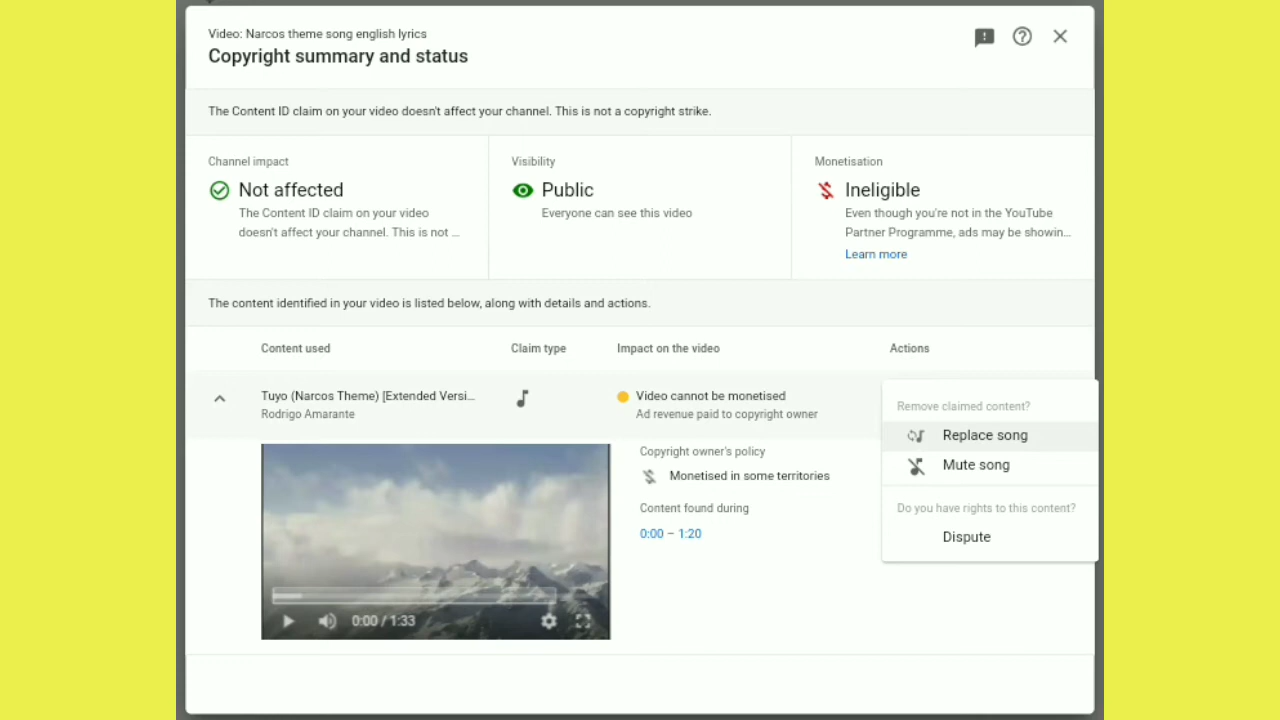 Video: Narcos theme song english lyrics
Copyright summary and status
The Content ID claim on your video doesn't affect your channel. This is not a copyright strike.
Channel impact
Not affected
The Content ID claim on your video
doesn't affect your channel. This is not ...
Visibility
Public
Everyone can see this video
Monetisation
Ineligible
Even though you're not in the YouTube
Partner Programme, ads may be showin...
Learn more
The content identified in your video is listed below, along with details and actions.
Content used Claim type Impact on the video Actions
Tuyo (Narcos Theme) [Extended Versi...
Rodrigo Amarante
Video cannot be monetised
Ad revenue paid to copyright owner
Copyright owner's policy
Monetised in some territories
Content found during
0:00 – 1:20
0:00 / 1:33
Remove claimed content?
Replace song
Mute song
Do you have rights to this content?
Dispute